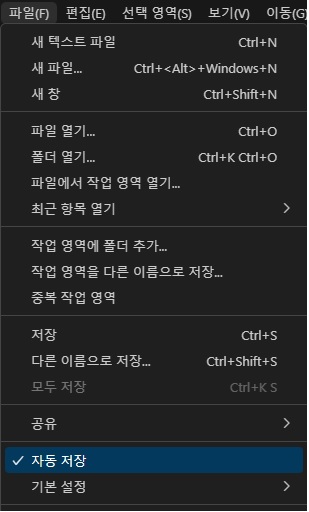 파일(F) 편집(E) 선택 영역(S) 보기(V) 이동(G)
새 텍스트 파일 Ctrl+N
새 파일... Ctrl+<Alt>+Windows+N
새 창 Ctrl+Shift+N
파일 열기... Ctrl+O
폴더 열기... Ctrl+K Ctrl+O
파일에서 작업 영역 열기...
최근 항목 열기
작업 영역에 폴더 추가...
작업 영역을 다른 이름으로 저장...
중복 작업 영역
저장 Ctrl+S
다른 이름으로 저장... Ctrl+Shift+S
모두 저장 Ctrl+K S
공유
자동 저장
기본 설정